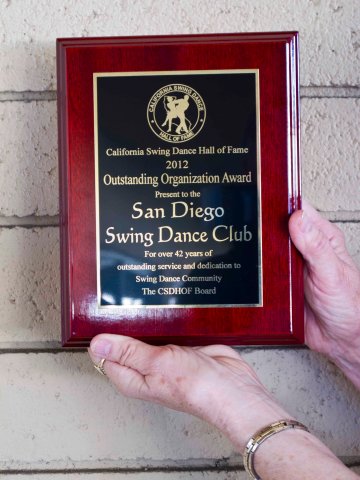 CALIFORNIA SWING DANCE
HALL OF FAME
California Swing Dance Hall of Fame
2012
Outstanding Organization Award
Present to the
San Diego
Swing Dance Club
For over 42 years of
outstanding service and dedication to
Swing Dance Community
The CSDHOF Board